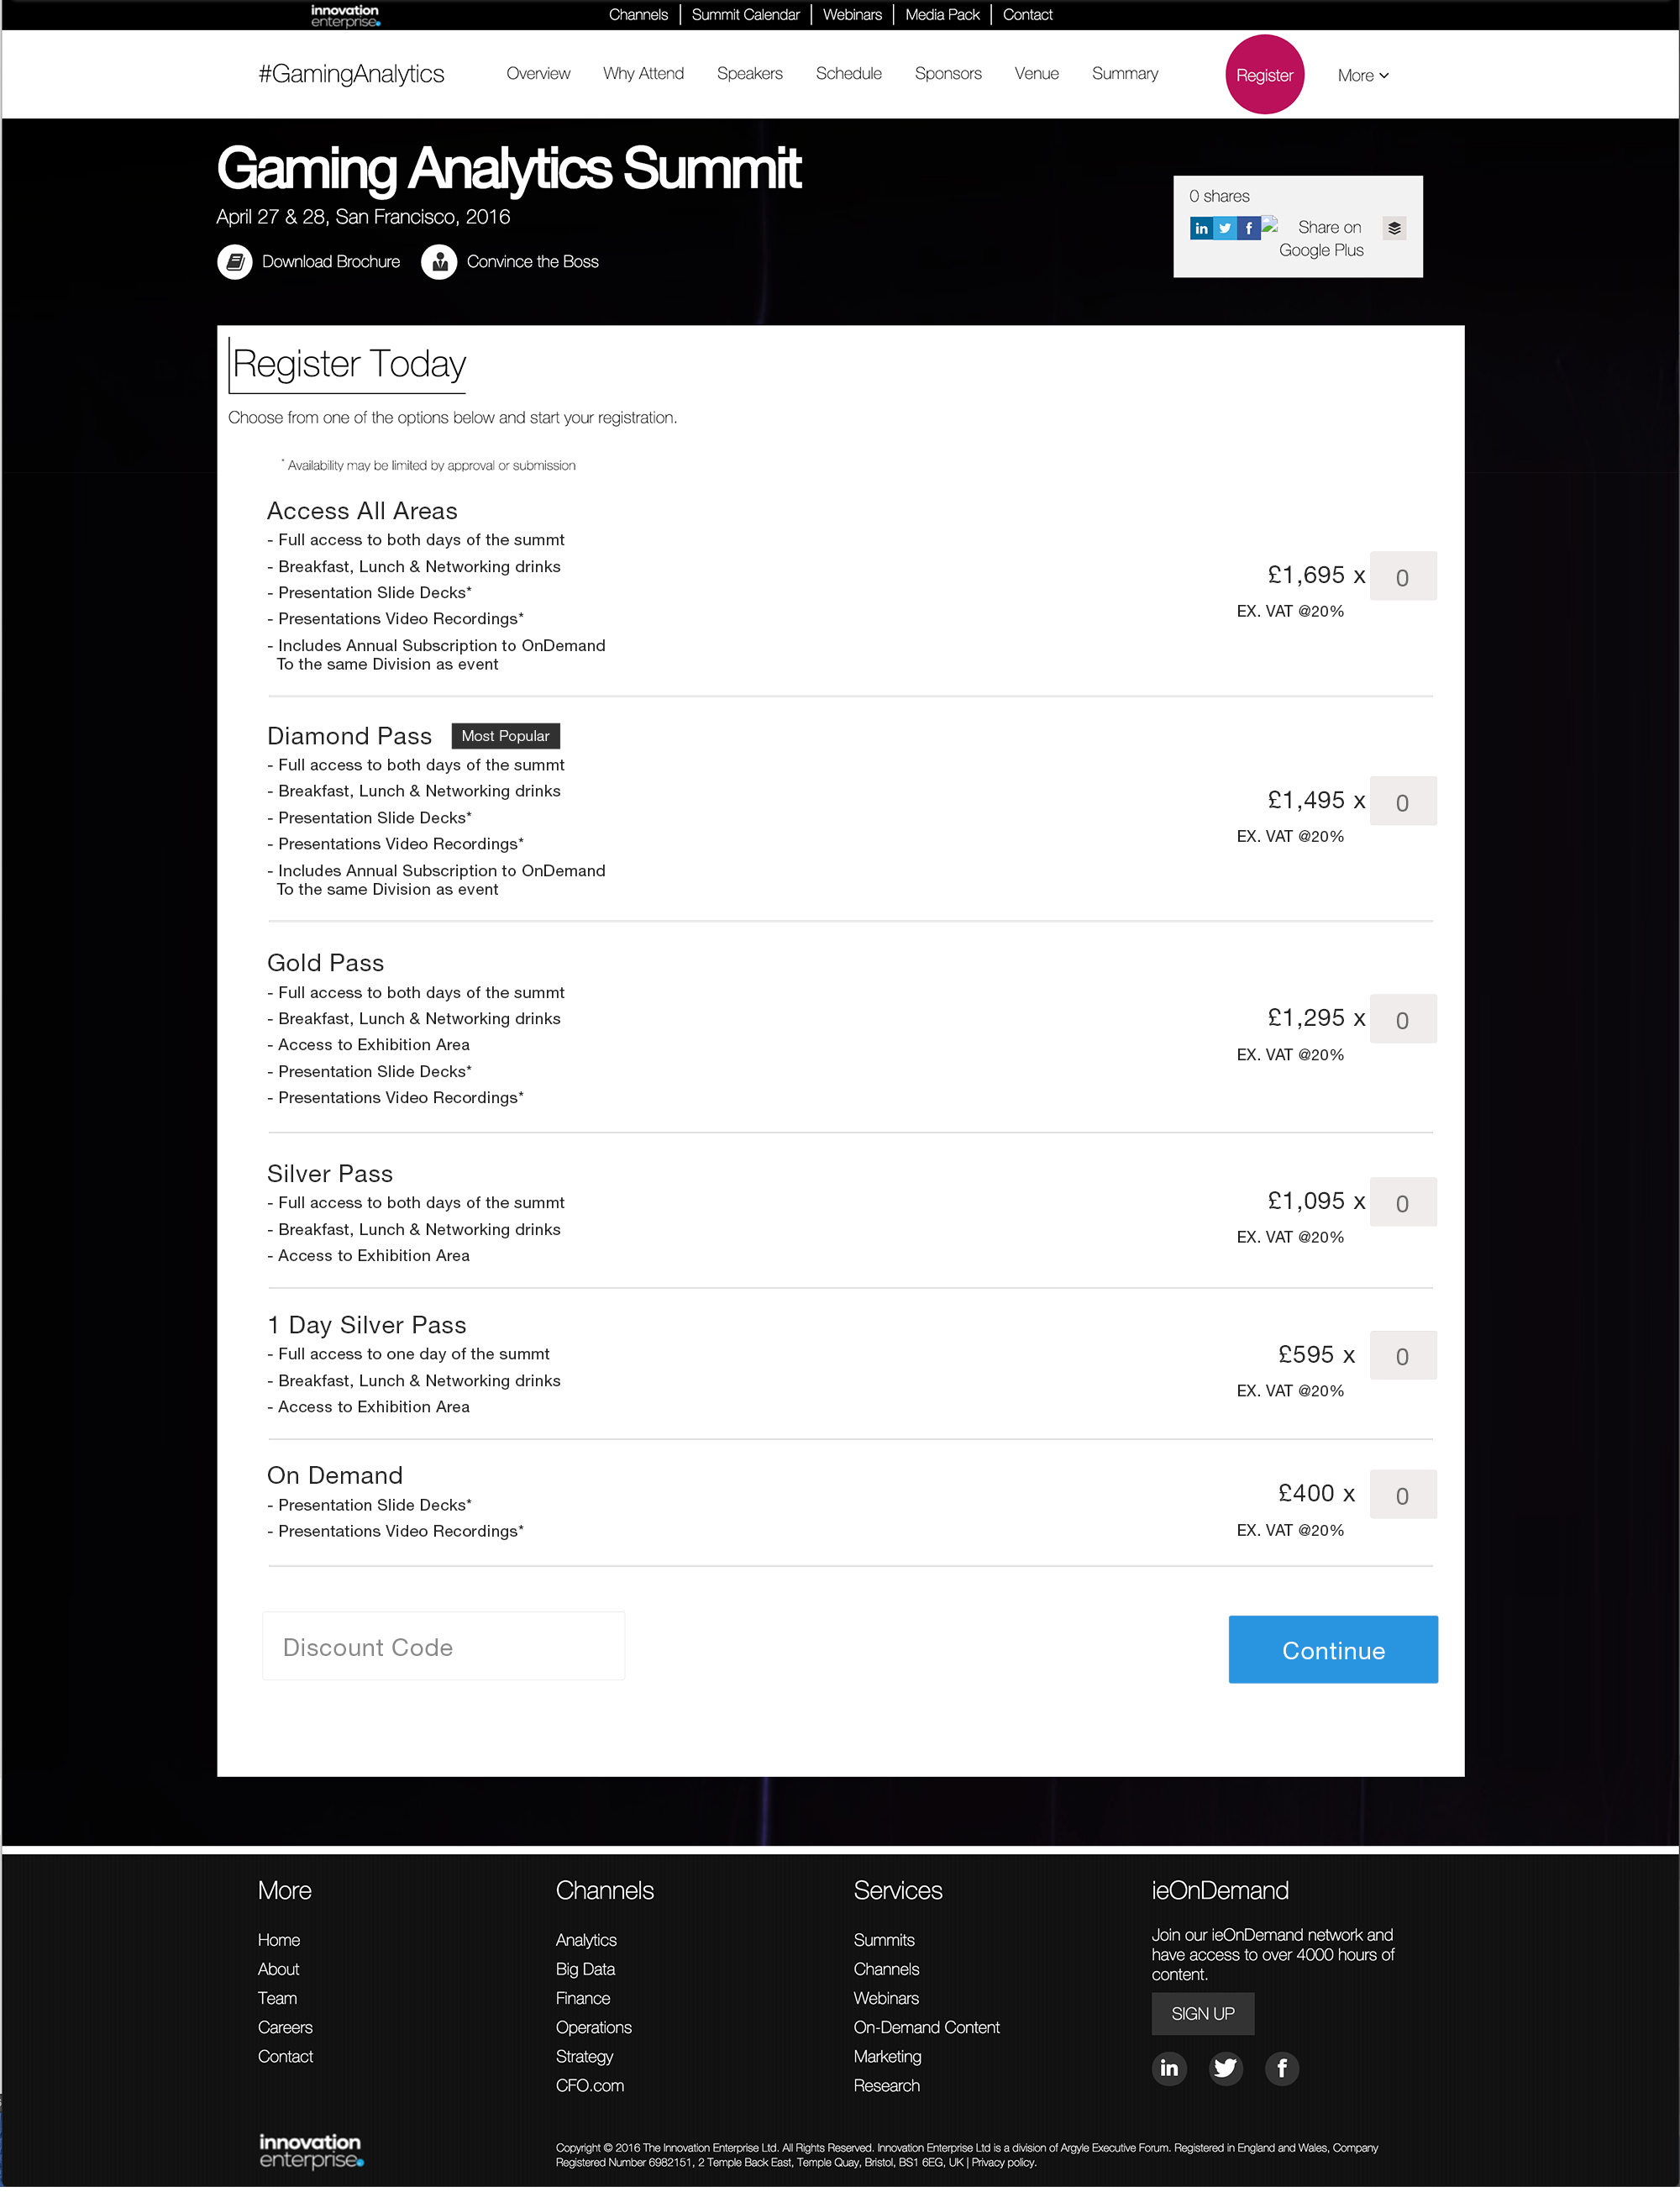 innovation
enterprise.
Channels
Summit Calendar
Webinars
Media Pack
Contact
#GamingAnalytics
Overview
Why Attend
Speakers
Schedule
Sponsors
Venue
Summary
Register
More
Gaming Analytics Summit
April 27 & 28, San Francisco, 2016
Download Brochure
Convince the Boss
0 shares
in
f
Share on
Google Plus
Register Today
Choose from one of the options below and start your registration.
* Availability may be limited by approval or submission
Access All Areas
- Full access to both days of the summt
- Breakfast, Lunch & Networking drinks
- Presentation Slide Decks*
- Presentations Video Recordings*
- Includes Annual Subscription to OnDemand
To the same Division as event
£1,695 x 0
EX. VAT @20%
Diamond Pass
Most Popular
- Full access to both days of the summt
- Breakfast, Lunch & Networking drinks
- Presentation Slide Decks*
- Presentations Video Recordings*
- Includes Annual Subscription to OnDemand
To the same Division as event
£1,495 x 0
EX. VAT @20%
Gold Pass
- Full access to both days of the summt
- Breakfast, Lunch & Networking drinks
- Access to Exhibition Area
- Presentation Slide Decks*
- Presentations Video Recordings*
£1,295 x 0
EX. VAT @20%
Silver Pass
- Full access to both days of the summt
- Breakfast, Lunch & Networking drinks
- Access to Exhibition Area
£1,095 x 0
EX. VAT @20%
1 Day Silver Pass
- Full access to one day of the summt
- Breakfast, Lunch & Networking drinks
- Access to Exhibition Area
£595 x 0
EX. VAT @20%
On Demand
- Presentation Slide Decks*
- Presentations Video Recordings*
£400 x 0
EX. VAT @20%
Discount Code
Continue
More
Home
About
Team
Careers
Contact
Channels
Analytics
Big Data
Finance
Operations
Strategy
CFO.com
Services
Summits
Channels
Webinars
On-Demand Content
Marketing
Research
ieOnDemand
Join our ieOnDemand network and
have access to over 4000 hours of
content.
SIGN UP
in
f
innovation
enterprise.
Copyright © 2016 The Innovation Enterprise Ltd. All Rights Reserved. Innovation Enterprise Ltd is a division of Argyle Executive Forum. Registered in England and Wales, Company
Registered Number 6982151, 2 Temple Back East, Temple Quay, Bristol, BS1 6EG, UK | Privacy policy.